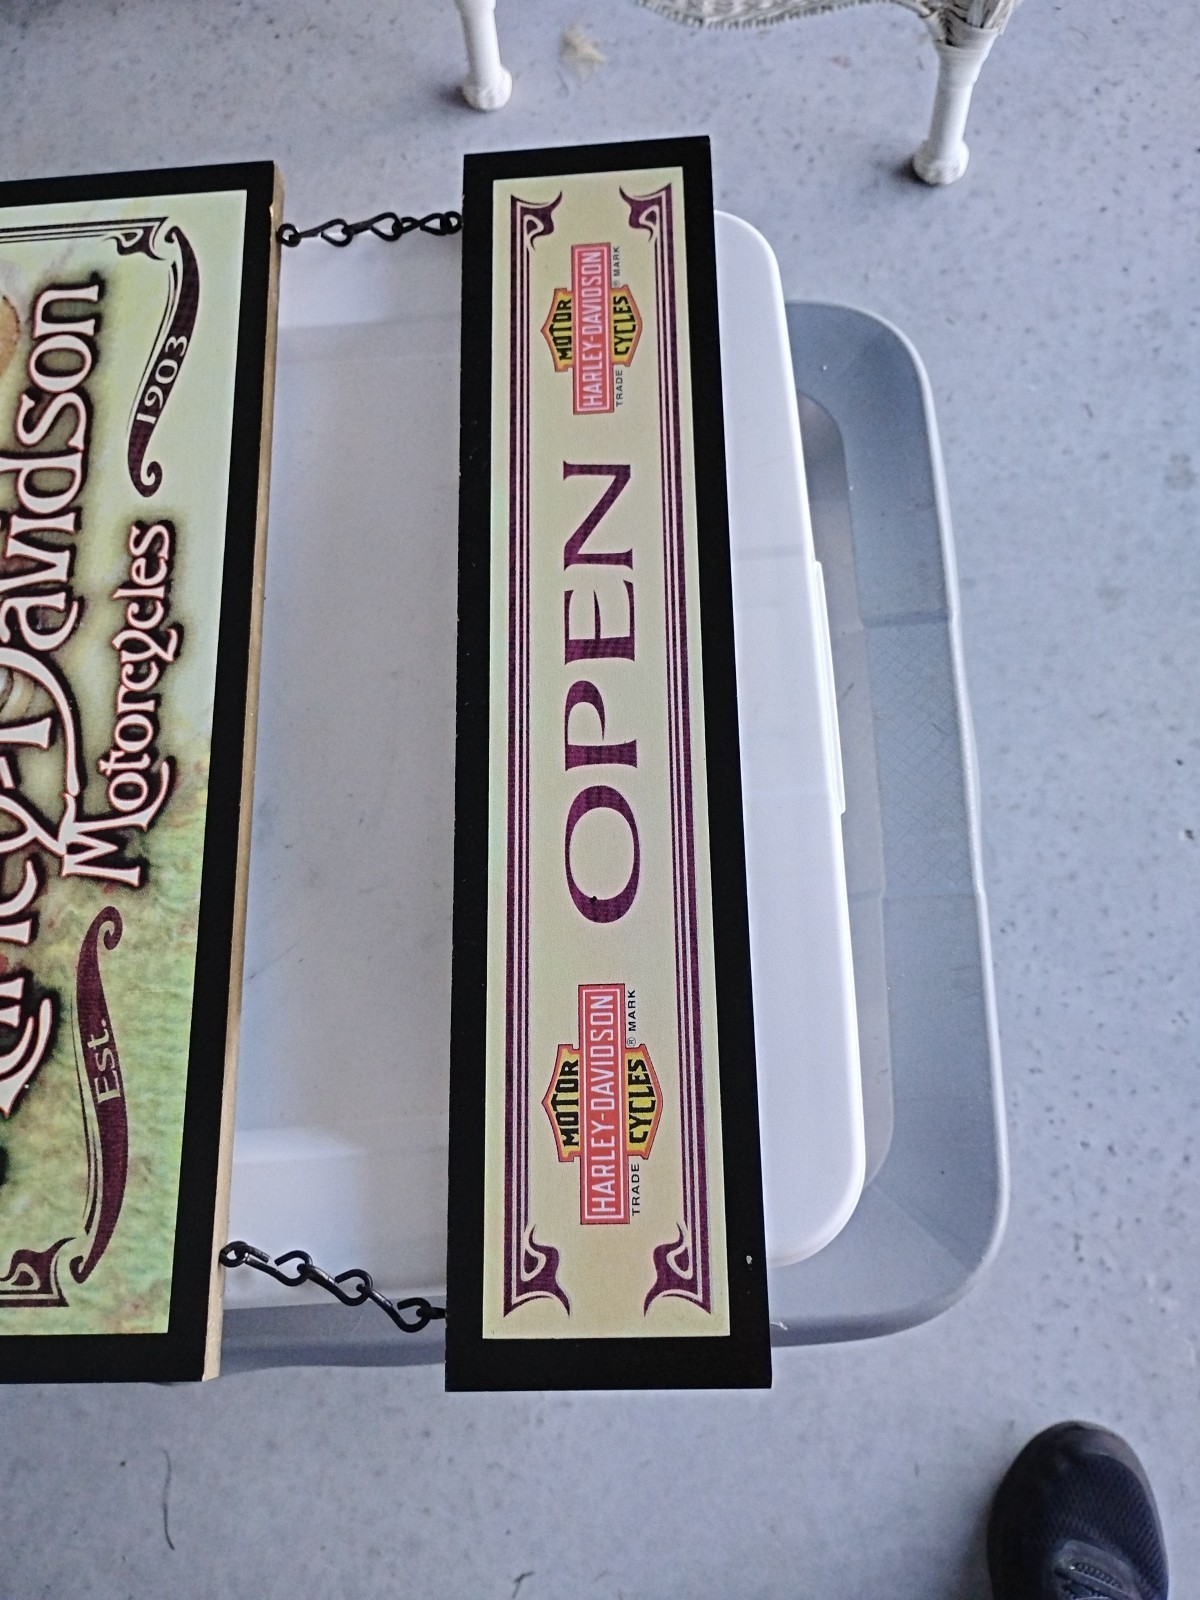 Davidson
Motorcycles
Est.
1903
MOTOR
HARLEY-DAVIDSON
CYCLES
TRADE ® MARK
OPEN
MOTOR
HARLEY-DAVIDSON
CYCLES
TRADE ® MARK